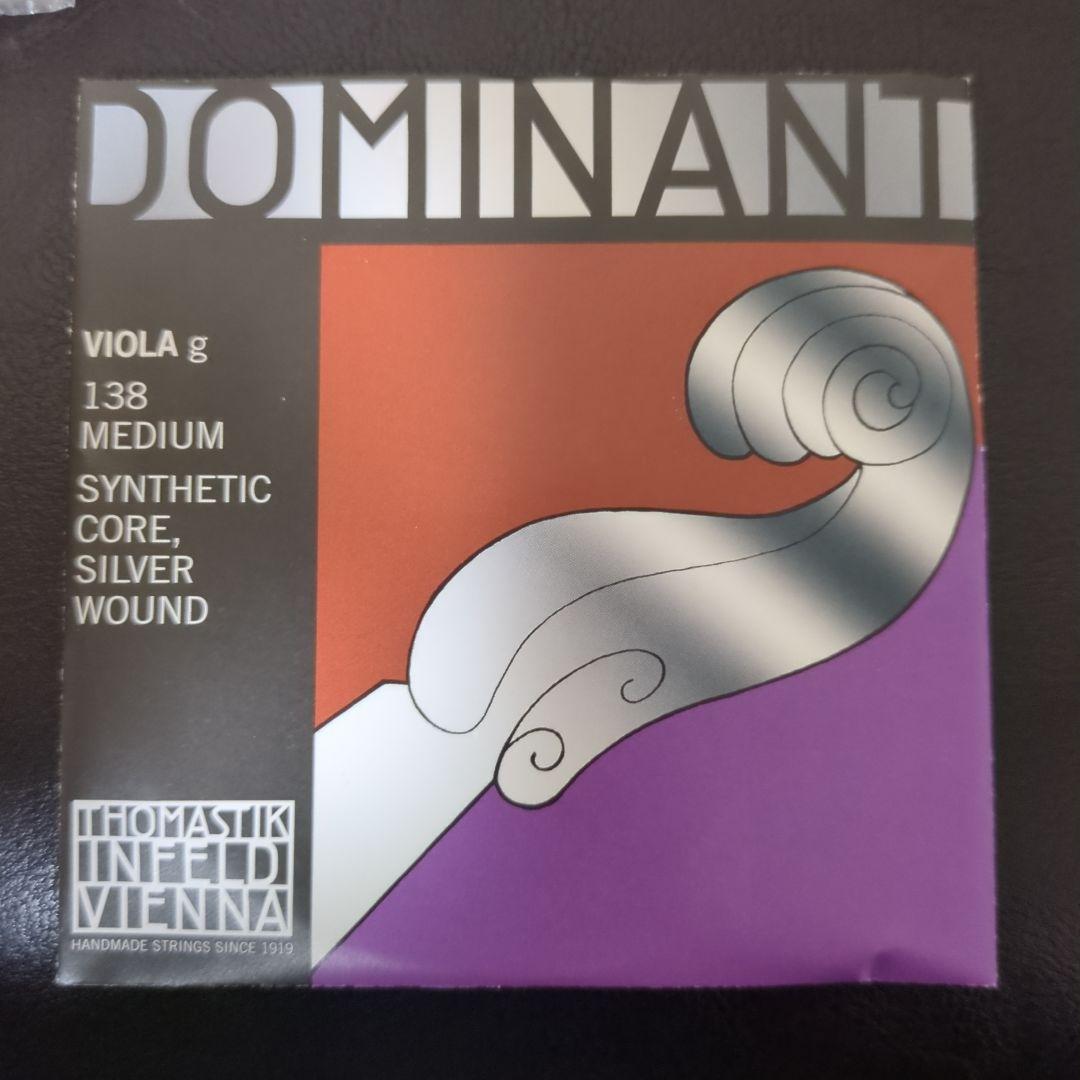 DOMINANT
VIOLA g
138
MEDIUM
SYNTHETIC
CORE,
SILVER
WOUND
THOMASTIK
INFELD
VIENNA
HANDMADE STRINGS SINCE 1919